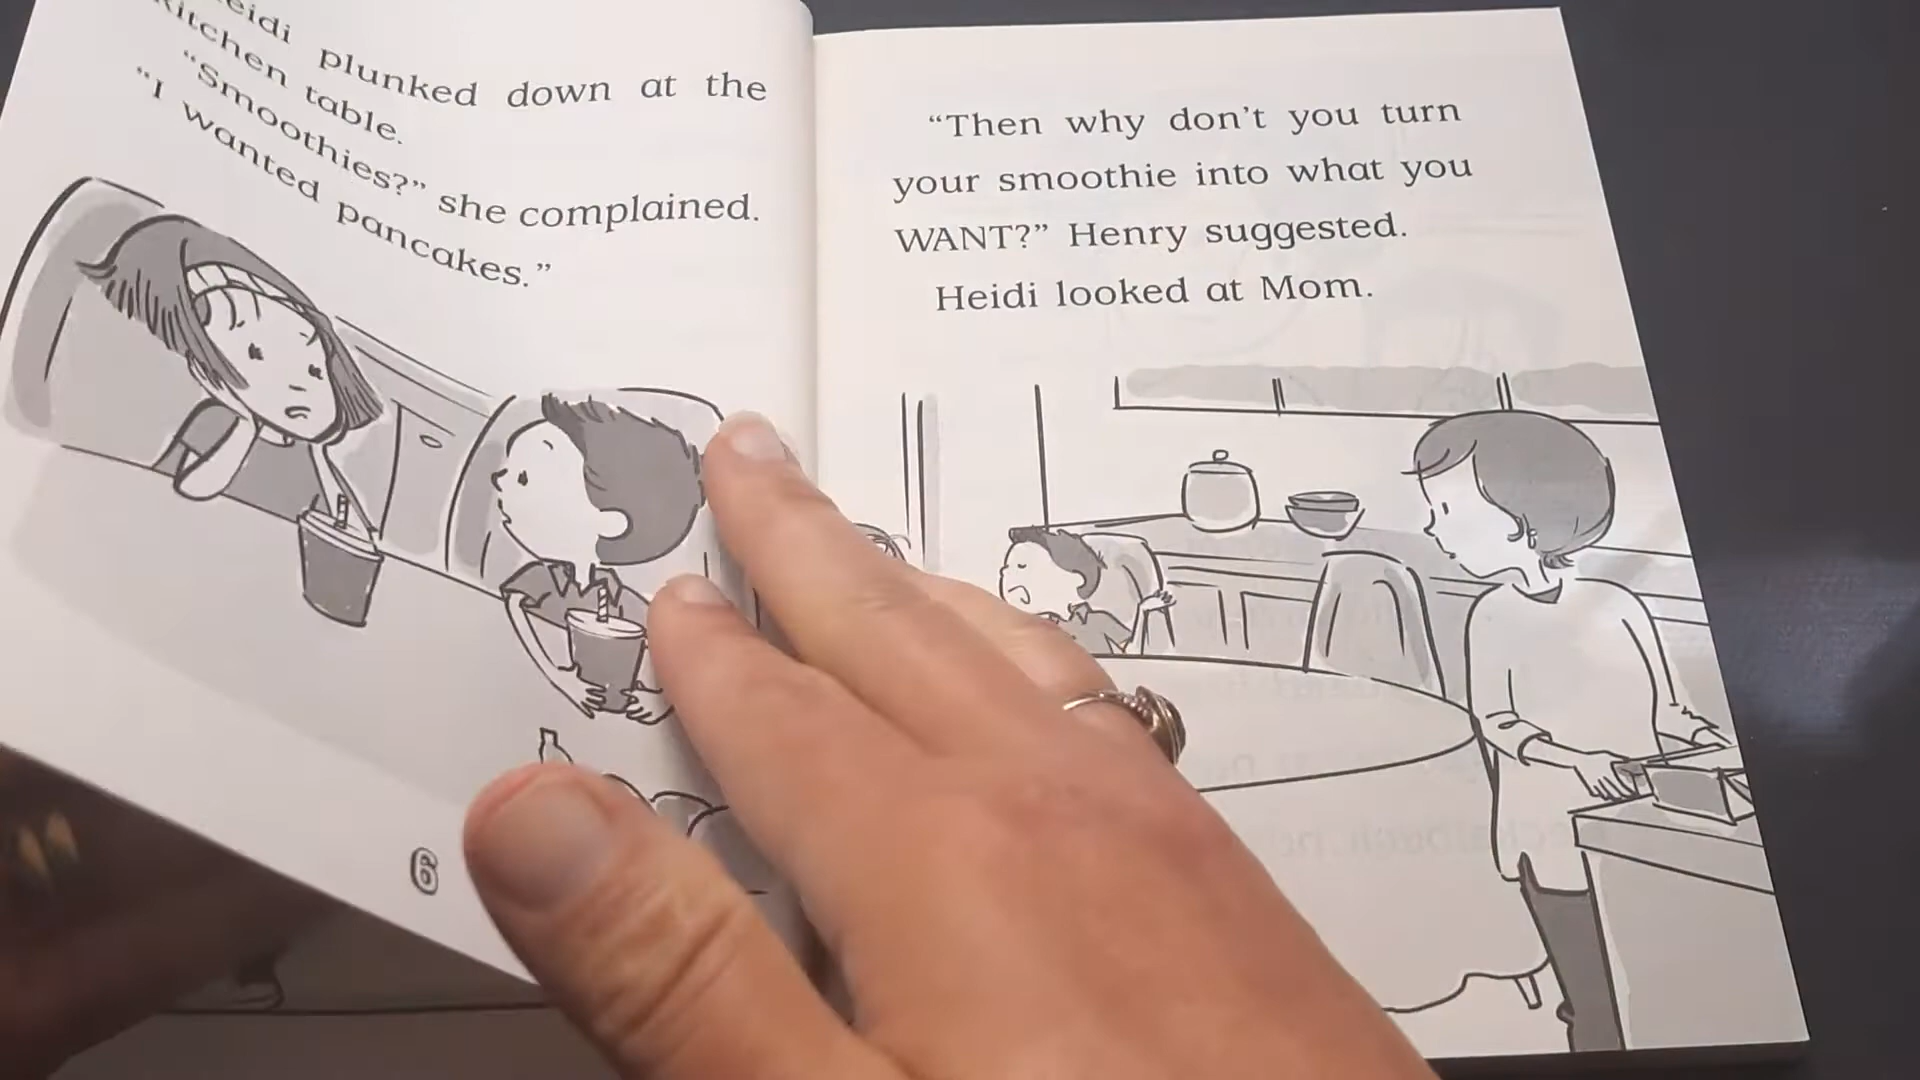 eidi plunked down at the
kitchen table.
“Smoothies?” she complained.
“I wanted pancakes.”
6
“Then why don’t you turn
your smoothie into what you
WANT?” Henry suggested.
Heidi looked at Mom.